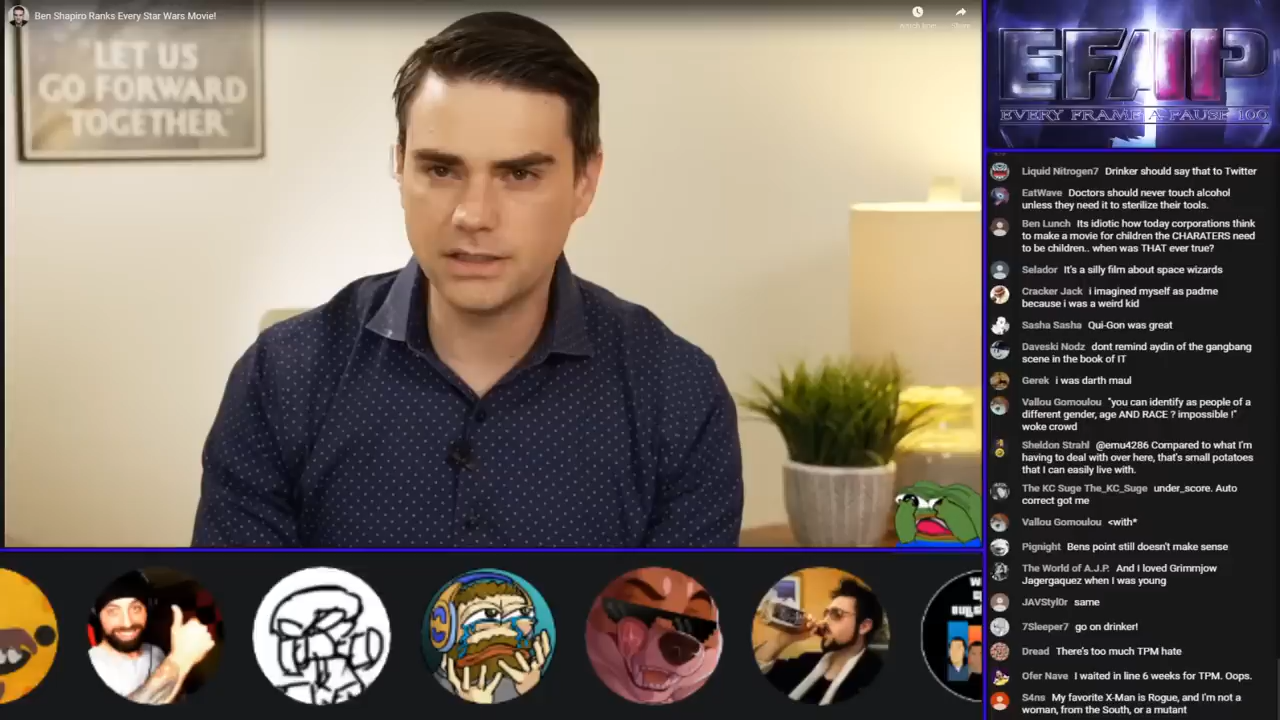 Ben Shapiro Ranks Every Star Wars Movie!
Share
"LET US
GO FORWARD
TOGETHER"
EFAP
EVERY FRAME A PAUSE 100
Liquid Nitrogen7 Drinker should say that to Twitter
EatWave Doctors should never touch alcohol
unless they need it to sterilize their tools.
Ben Lunch Its idiotic how today corporations think
to make a movie for children the CHARATERS need
to be children.. when was THAT ever true?
Selador It's a silly film about space wizards
Cracker Jack i imagined myself as padme
because i was a weird kid
Sasha Sasha Qui-Gon was great
Daveski Nodz dont remind aydin of the gangbang
scene in the book of IT
Gerek i was darth maul
Vallou Gomoulou "you can identify as people of a
different gender, age AND RACE ? impossible !"
woke crowd
Sheldon Strahl @emu4286 Compared to what I'm
having to deal with over here, that's small potatoes
that I can easily live with.
The KC Suge The_KC_Suge under_score. Auto
correct got me
Vallou Gomoulou <with*
Pignight Bens point still doesn't make sense
The World of A.J.P. And I loved Grimmjow
Jagergaquez when I was young
JAVStyl0r same
7Sleeper7 go on drinker!
Dread There's too much TPM hate
Ofer Nave I waited in line 6 weeks for TPM. Oops.
S4ns My favorite X-Man is Rogue, and I'm not a
woman, from the South, or a mutant